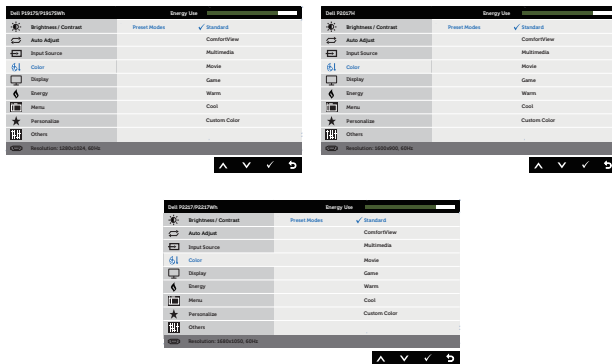 Dell P1917S/P1917SWh Energy Use
Brightness / Contrast Preset Modes ✓ Standard
Auto Adjust ComfortView
Input Source Multimedia
Color Movie
Display Game
Energy Warm
Menu Cool
Personalize Custom Color
Others
Resolution: 1280x1024, 60Hz
Dell P2017H Energy Use
Brightness / Contrast Preset Modes ✓ Standard
Auto Adjust ComfortView
Input Source Multimedia
Color Movie
Display Game
Energy Warm
Menu Cool
Personalize Custom Color
Others
Resolution: 1600x900, 60Hz
Dell P2217/P2217Wh Energy Use
Brightness / Contrast Preset Modes ✓ Standard
Auto Adjust ComfortView
Input Source Multimedia
Color Movie
Display Game
Energy Warm
Menu Cool
Personalize Custom Color
Others
Resolution: 1680x1050, 60Hz